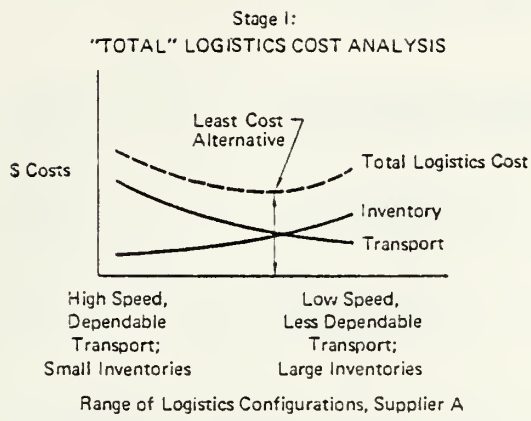 Stage I:
"TOTAL" LOGISTICS COST ANALYSIS
Least Cost
Alternative
$ Costs
Total Logistics Cost
Inventory
Transport
High Speed,
Dependable
Transport;
Small Inventories
Low Speed,
Less Dependable
Transport;
Large Inventories
Range of Logistics Configurations, Supplier A